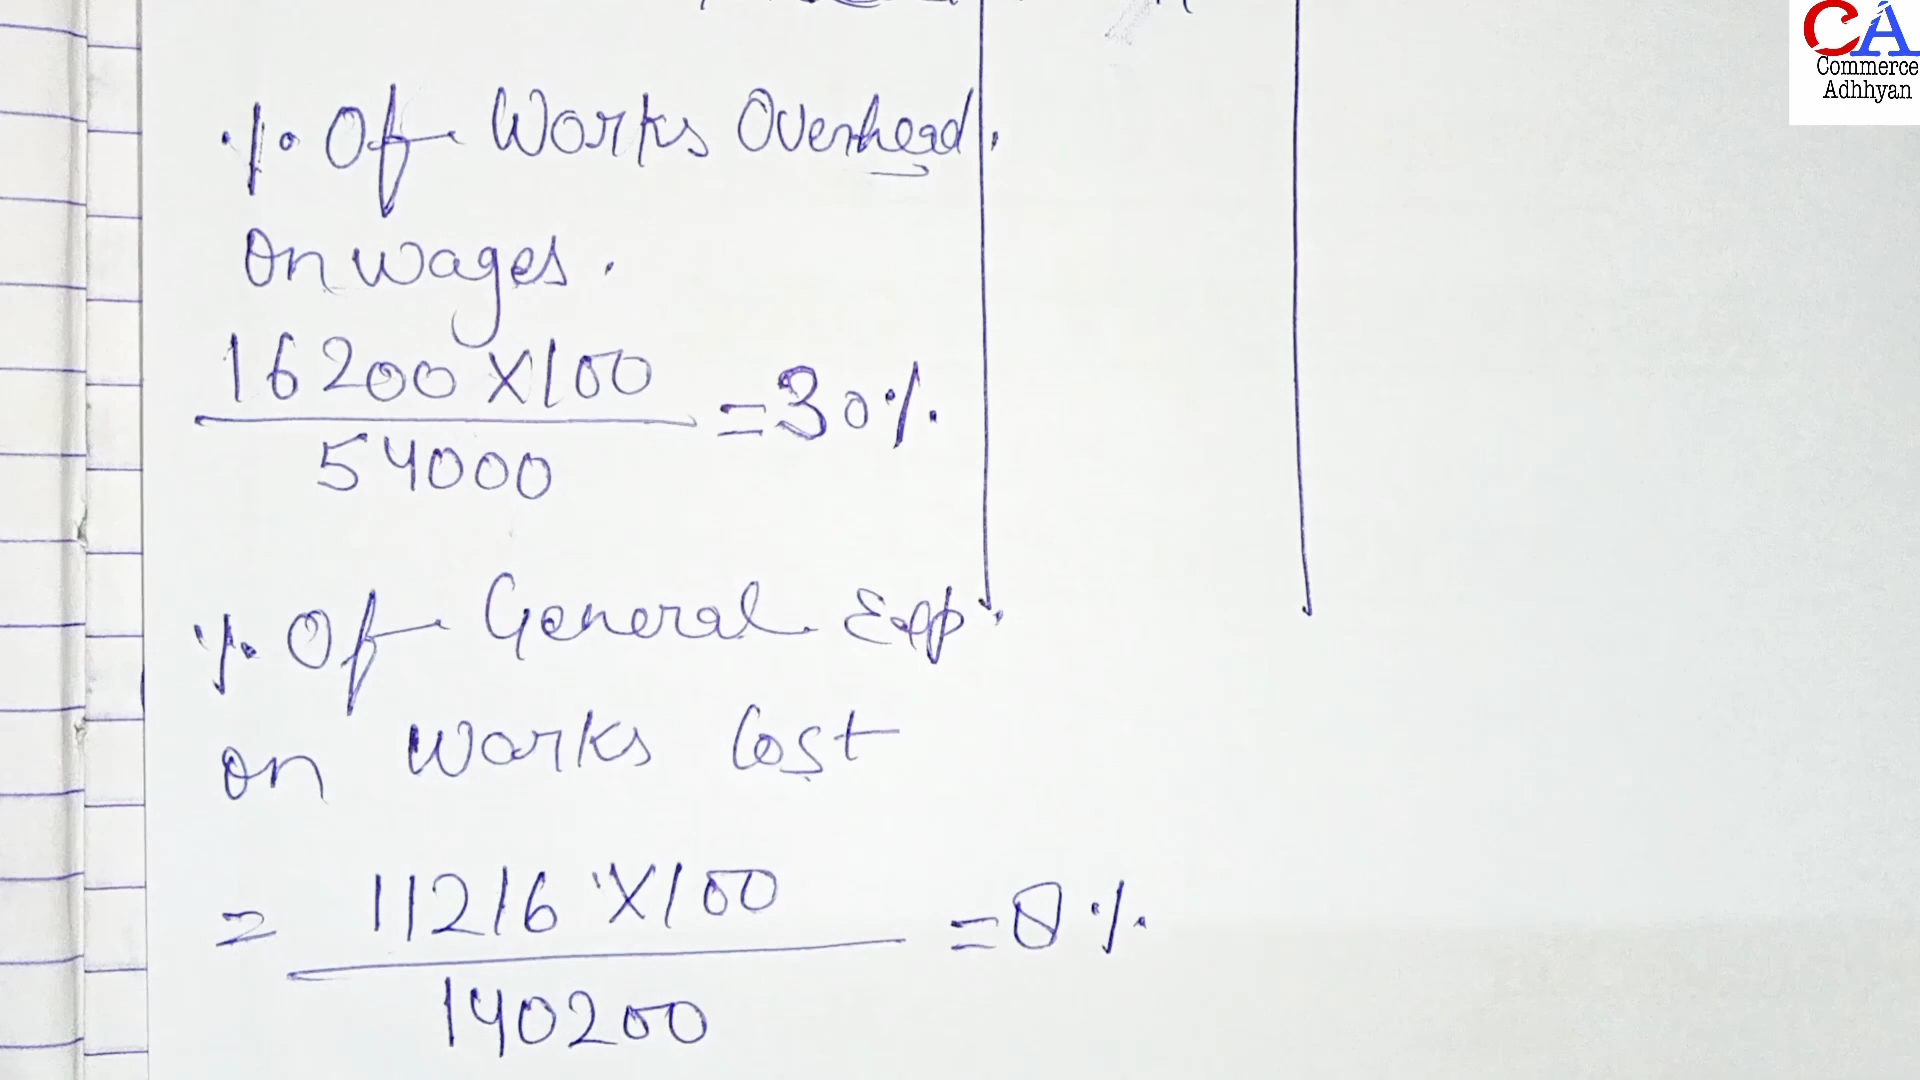 CA
Commerce
Adhhyan
% Of Works Overhead.
On wages.
16200 X 100
= 30%
54000
% Of General Exp.
on works Cost
= 11216 X 100
= 8%
140200